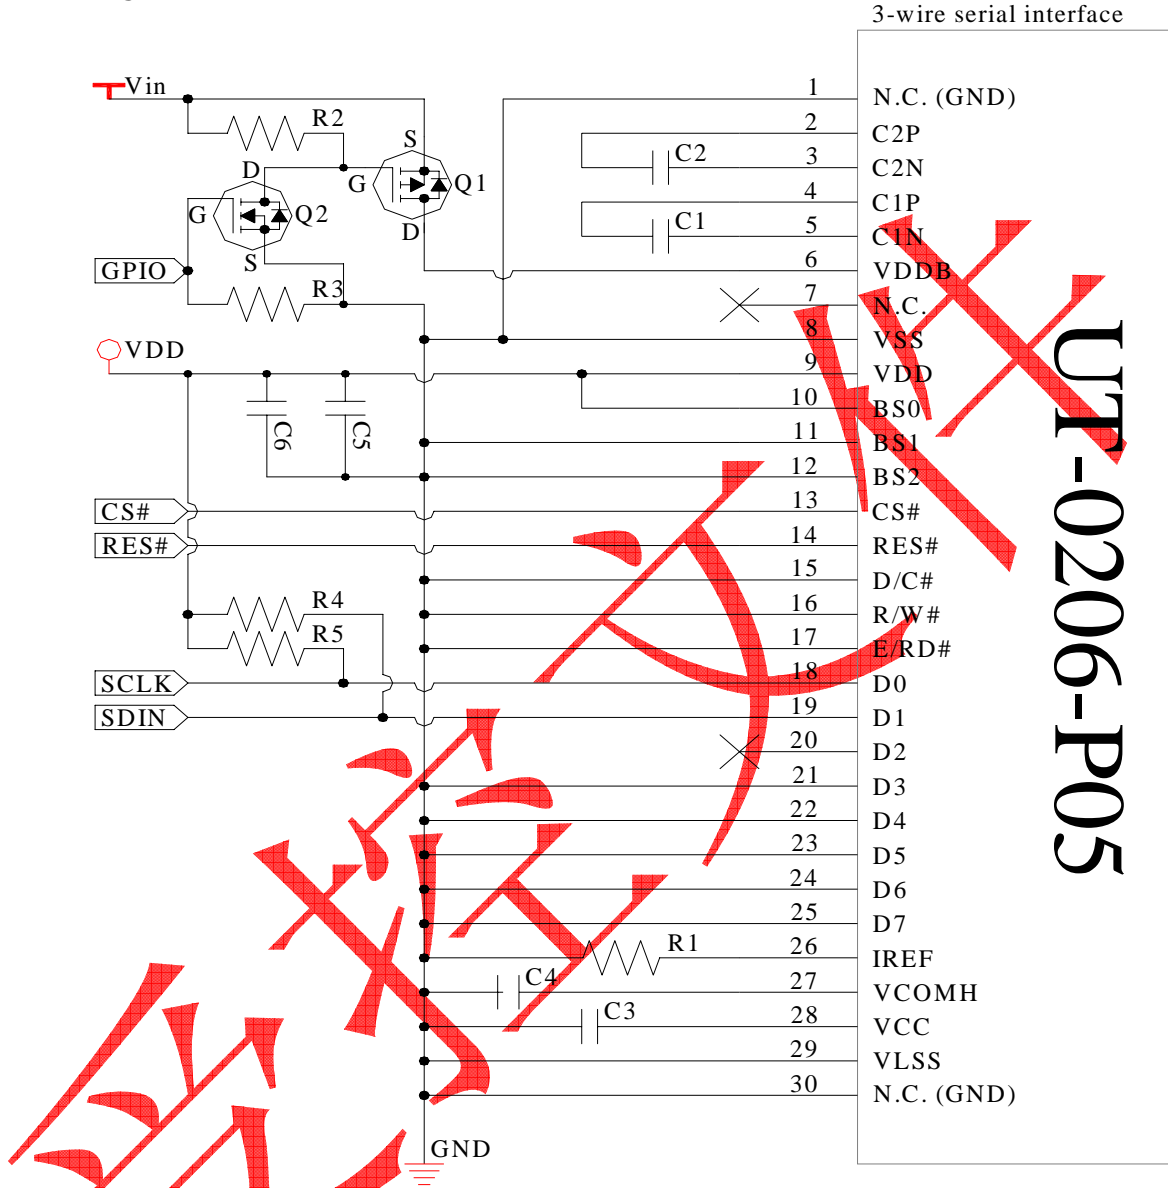 3-wire serial interface
Vin
R2
S
D
G
Q1
G
Q2
D
S
GPIO
R3
VDD
C6
C5
CS#
RES#
R4
R5
SCLK
SDIN
C2
C1
R1
C4
C3
GND
1 N.C. (GND)
2 C2P
3 C2N
4 C1P
5 C1N
6 VDDB
7 N.C.
8 VSS
9 VDD
10 BS0
11 BS1
12 BS2
13 CS#
14 RES#
15 D/C#
16 R/W#
17 E/RD#
18 D0
19 D1
20 D2
21 D3
22 D4
23 D5
24 D6
25 D7
26 IREF
27 VCOMH
28 VCC
29 VLSS
30 N.C. (GND)
UT-0206-P05